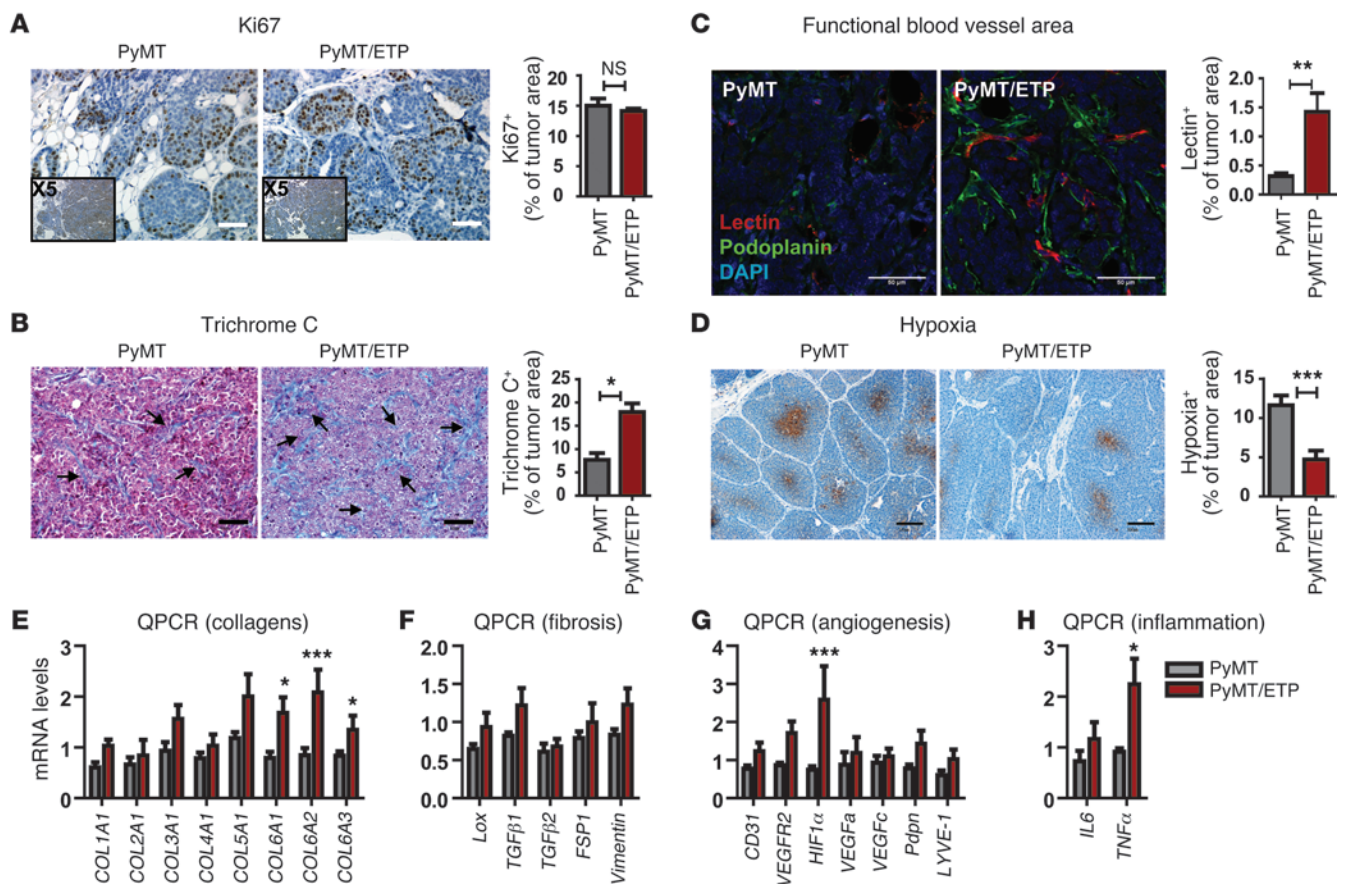 A
Ki67
PyMT
PyMT/ETP
X5
X5
Ki67+
(% of tumor area)
20
15
10
5
0
NS
PyMT
PyMT/ETP
B
Trichrome C
PyMT
PyMT/ETP
Trichrome C+
(% of tumor area)
25
20
15
10
5
0
*
PyMT
PyMT/ETP
C
Functional blood vessel area
PyMT
PyMT/ETP
Lectin
Podoplanin
DAPI
50 µm
50 µm
Lectin+
(% of tumor area)
2.0
1.5
1.0
0.5
0.0
**
PyMT
PyMT/ETP
D
Hypoxia
PyMT
PyMT/ETP
Hypoxia+
(% of tumor area)
15
10
5
0
***
PyMT
PyMT/ETP
E
QPCR (collagens)
mRNA levels
3
2
1
0
* *** *
COL1A1
COL2A1
COL3A1
COL4A1
COL5A1
COL6A1
COL6A2
COL6A3
F
QPCR (fibrosis)
2.0
1.5
1.0
0.5
0.0
Lox
TGFβ1
TGFβ2
FSP1
Vimentin
G
QPCR (angiogenesis)
4
3
2
1
0
***
CD31
VEGFR2
HIF1α
VEGFa
VEGFc
Pdpn
LYVE-1
H
QPCR (inflammation)
3
2
1
0
*
IL6
TNFα
PyMT
PyMT/ETP